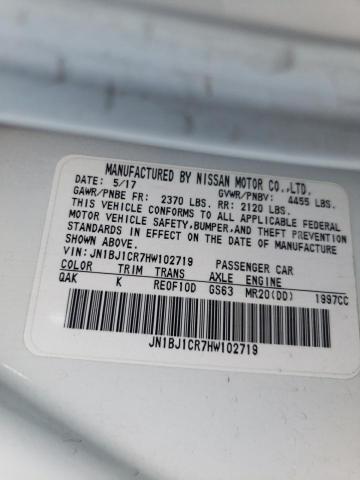 MANUFACTURED BY NISSAN MOTOR CO.,LTD.
DATE: 5/17 GVWR/PNBV: 4455 LBS.
GAWR/PNBE FR: 2370 LBS. RR: 2120 LBS.
THIS VEHICLE CONFORMS TO ALL APPLICABLE FEDERAL
MOTOR VEHICLE SAFETY, BUMPER, AND THEFT PREVENTION
STANDARDS IN EFFECT ON THE DATE OF MANUFACTURE
SHOWN ABOVE.
VIN: JN1BJ1CR7HW102719 PASSENGER CAR
COLOR TRIM TRANS AXLE ENGINE
QAK K RE0F10D GS63 MR20(DD) 1997CC
JN1BJ1CR7HW102719